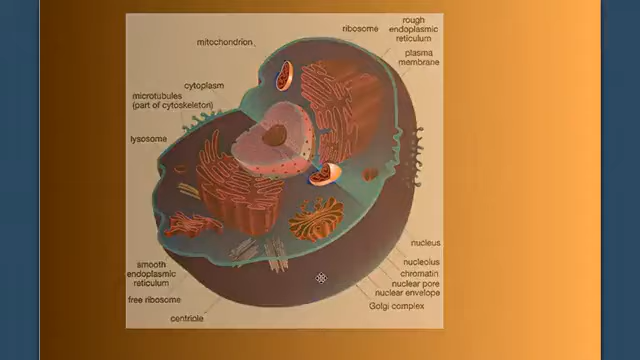 ribosome
rough
endoplasmic
reticulum
mitochondrion
plasma
membrane
cytoplasm
microtubules
(part of cytoskeleton)
lysosome
nucleus
nucleolus
chromatin
nuclear pore
nuclear envelope
Golgi complex
smooth
endoplasmic
reticulum
free ribosome
centriole